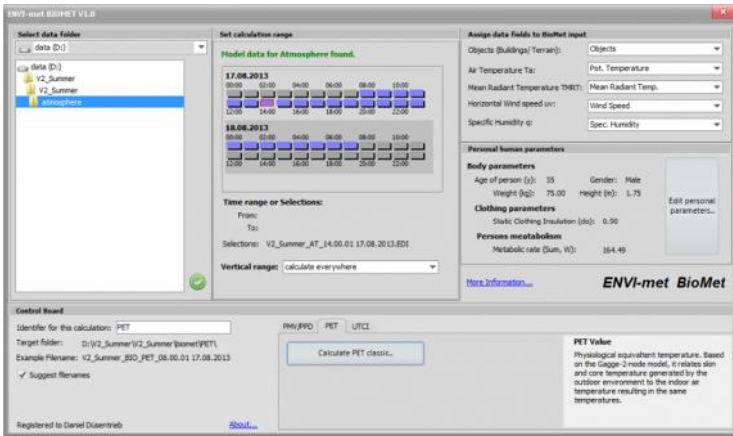 ENVI-met BIOMET V1.0
Select data folder
data (D:)
data (D:)
V2_Summer
V2_Summer
atmosphere
Set calculation range
Model data for Atmosphere found.
17.08.2013
00:00 02:00 04:00 06:00 08:00 10:00
12:00 14:00 16:00 18:00 20:00 22:00
18.08.2013
00:00 02:00 04:00 06:00 08:00 10:00
12:00 14:00 16:00 18:00 20:00 22:00
Time range or Selections:
From:
To:
Selections: V2_Summer_AT_14.00.01 17.08.2013.EDI
Vertical range: calculate everywhere
Assign data fields to BioMet input
Objects (Buildings/ Terrain): Objects
Air Temperature Ta: Pot. Temperature
Mean Radiant Temperature TMRT: Mean Radiant Temp.
Horizontal Wind speed uv: Wind Speed
Specific Humidity q: Spec. Humidity
Personal human parameters
Body parameters
Age of person (y): 35 Gender: Male
Weight (kg): 75.00 Height (m): 1.75
Clothing parameters
Static Clothing Insulation (clo): 0.90
Persons meatabolism
Metabolic rate (Sum, W): 164.49
Edit personal
parameters...
More Information... ENVI-met BioMet
Control Board
Identifer for this calculation: PET
Target folder: D:\V2_Summer\V2_Summer\biomet\PET\
Example Filename: V2_Summer_BIO_PET_08.00.01 17.08.2013
Suggest filenames
Registered to Daniel Düsentrieb About...
PMV/PPD PET UTCI
Calculate PET classic...
PET Value
Physiological equivaltent temperature. Based
on the Gagge-2-node model, it relates skin
and core temperature generated by the
outdoor environment to the indoor air
temperature resulting in the same
temperatures.